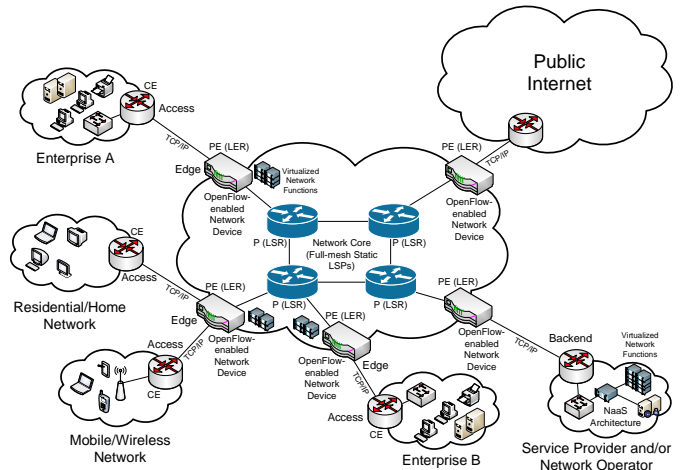 Public
Internet
CE
Access
Enterprise A
TCP/IP
PE (LER)
Edge
Virtualized
Network
Functions
OpenFlow-
enabled
Network
Device
PE (LER)
TCP/IP
OpenFlow-
enabled
Network
Device
P (LSR)
P (LSR)
Network Core
(Full-mesh Static
LSPs)
CE
Access
Residential/Home
Network
TCP/IP
PE (LER)
Edge
OpenFlow-
enabled
Network
Device
P (LSR)
P (LSR)
PE (LER)
OpenFlow-
enabled
Network
Device
TCP/IP
PE (LER)
Edge
OpenFlow-
enabled
Network
Device
TCP/IP
Access
TCP/IP
CE
Mobile/Wireless
Network
Access
CE
Enterprise B
Backend
Virtualized
Network
Functions
NaaS
Architecture
Service Provider and/or
Network Operator